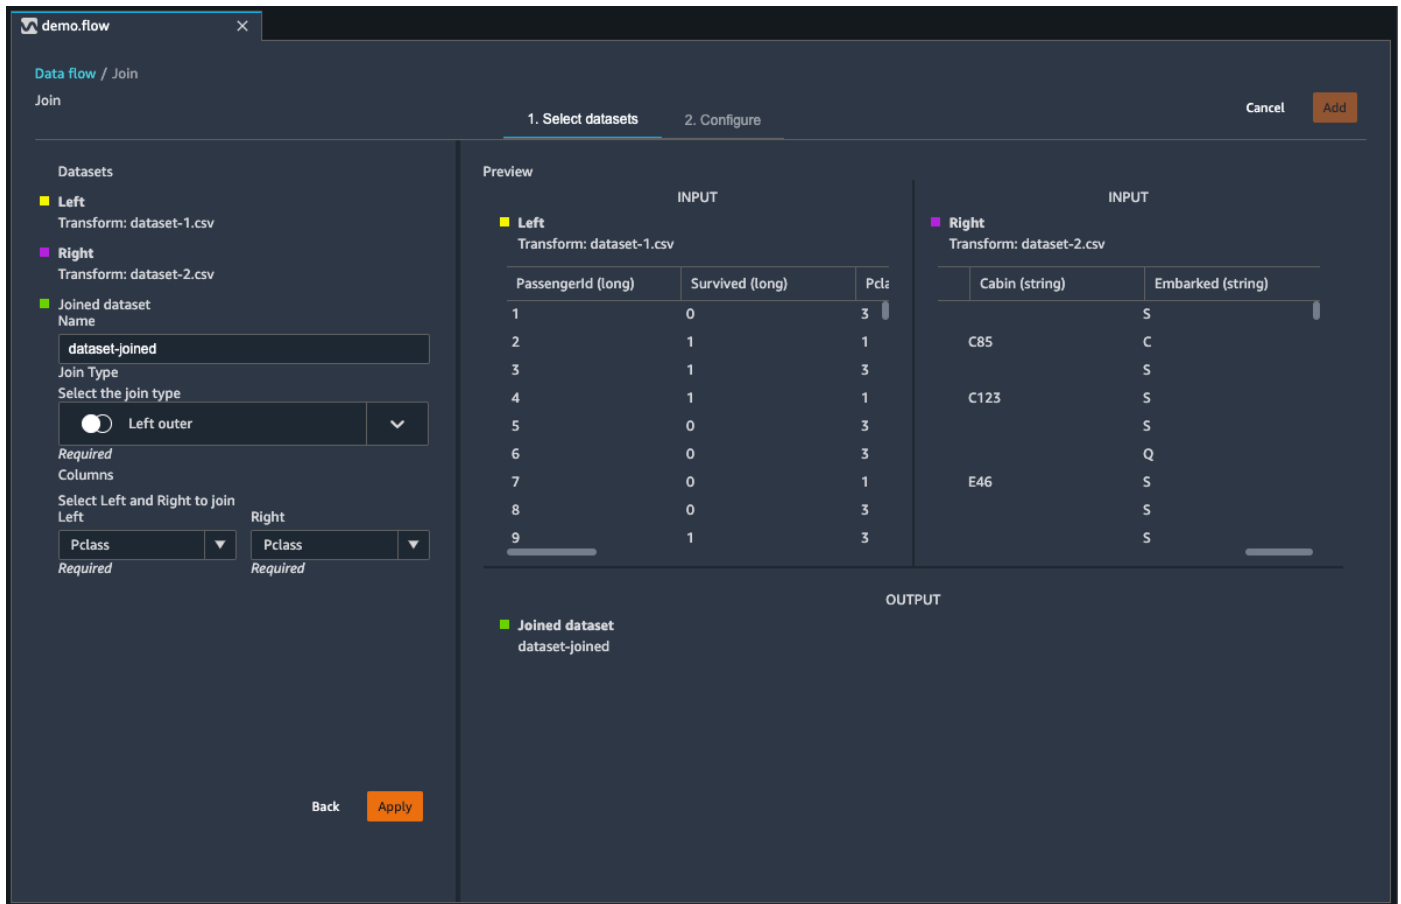 demo.flow
Data flow / Join
Join
1. Select datasets
2. Configure
Cancel
Add
Datasets
Left
Transform: dataset-1.csv
Right
Transform: dataset-2.csv
Joined dataset
Name
dataset-joined
Join Type
Select the join type
Left outer
Required
Columns
Select Left and Right to join
Left Right
Pclass Pclass
Required Required
Back Apply
Preview
INPUT
Left
Transform: dataset-1.csv
PassengerId (long) Survived (long) Pcla
1 0 3
2 1 1
3 1 3
4 1 1
5 0 3
6 0 3
7 0 1
8 0 3
9 1 3
INPUT
Right
Transform: dataset-2.csv
Cabin (string) Embarked (string)
S
C85 C
S
C123 S
S
Q
E46 S
S
S
OUTPUT
Joined dataset
dataset-joined